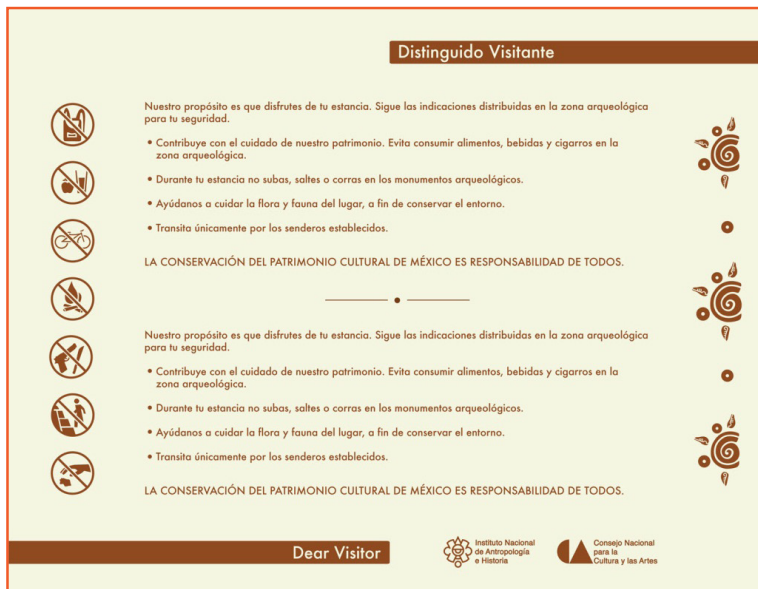 Distinguido Visitante
Nuestro propósito es que disfrutes de tu estancia. Sigue las indicaciones distribuidas en la zona arqueológica
para tu seguridad.
• Contribuye con el cuidado de nuestro patrimonio. Evita consumir alimentos, bebidas y cigarros en la
zona arqueológica.
• Durante tu estancia no subas, saltes o corras en los monumentos arqueológicos.
• Ayúdanos a cuidar la flora y fauna del lugar, a fin de conservar el entorno.
• Transita únicamente por los senderos establecidos.
LA CONSERVACIÓN DEL PATRIMONIO CULTURAL DE MÉXICO ES RESPONSABILIDAD DE TODOS.
Nuestro propósito es que disfrutes de tu estancia. Sigue las indicaciones distribuidas en la zona arqueológica
para tu seguridad.
• Contribuye con el cuidado de nuestro patrimonio. Evita consumir alimentos, bebidas y cigarros en la
zona arqueológica.
• Durante tu estancia no subas, saltes o corras en los monumentos arqueológicos.
• Ayúdanos a cuidar la flora y fauna del lugar, a fin de conservar el entorno.
• Transita únicamente por los senderos establecidos.
LA CONSERVACIÓN DEL PATRIMONIO CULTURAL DE MÉXICO ES RESPONSABILIDAD DE TODOS.
Dear Visitor
Instituto Nacional
de Antropología
e Historia
Consejo Nacional
para la
Cultura y las Artes